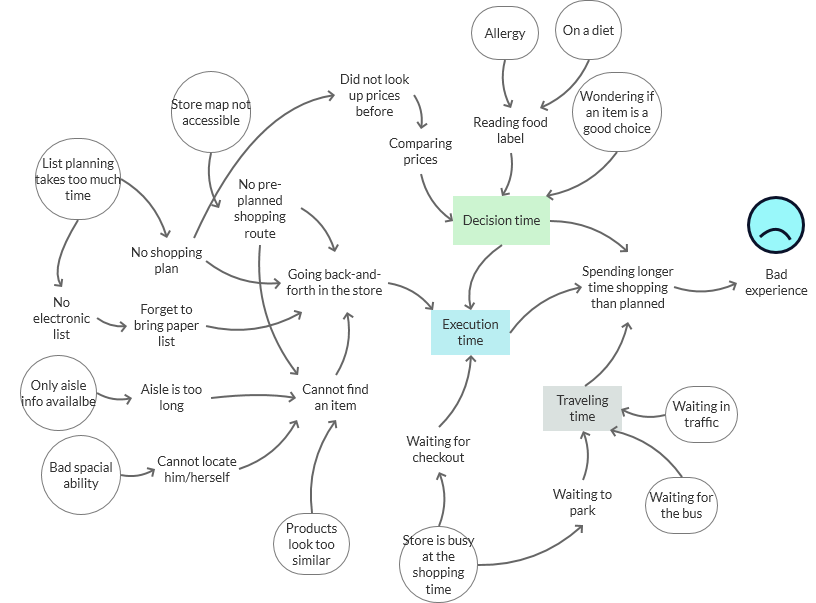 Allergy
On a diet
Did not look
up prices
before
Store map not
accessible
Wondering if
an item is a
good choice
Reading food
label
Comparing
prices
List planning
takes too much
time
No pre-
planned
shopping
route
Decision time
No shopping
plan
Going back-and-
forth in the store
Spending longer
time shopping
than planned
Bad
experience
No
electronic
list
Forget to
bring paper
list
Execution
time
Only aisle
info availalbe
Aisle is too
long
Cannot find
an item
Traveling
time
Waiting in
traffic
Waiting for
checkout
Bad spacial
ability
Cannot locate
him/herself
Waiting to
park
Waiting for
the bus
Products
look too
similar
Store is busy
at the
shopping
time